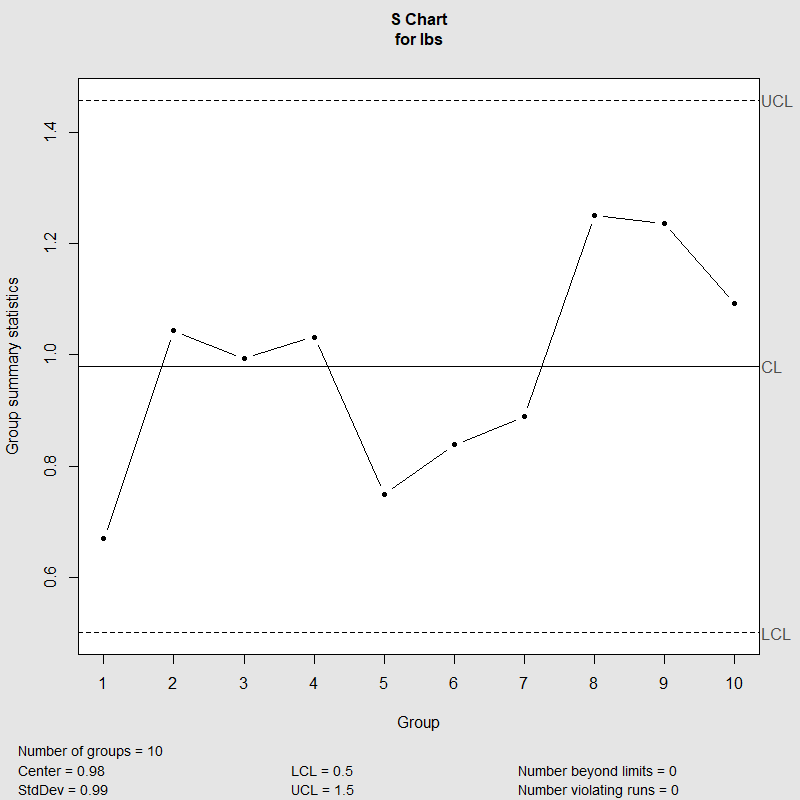 S Chart
for lbs
Group summary statistics
1.4
1.2
1.0
0.8
0.6
UCL
CL
LCL
1 2 3 4 5 6 7 8 9 10
Group
Number of groups = 10
Center = 0.98 LCL = 0.5 Number beyond limits = 0
StdDev = 0.99 UCL = 1.5 Number violating runs = 0